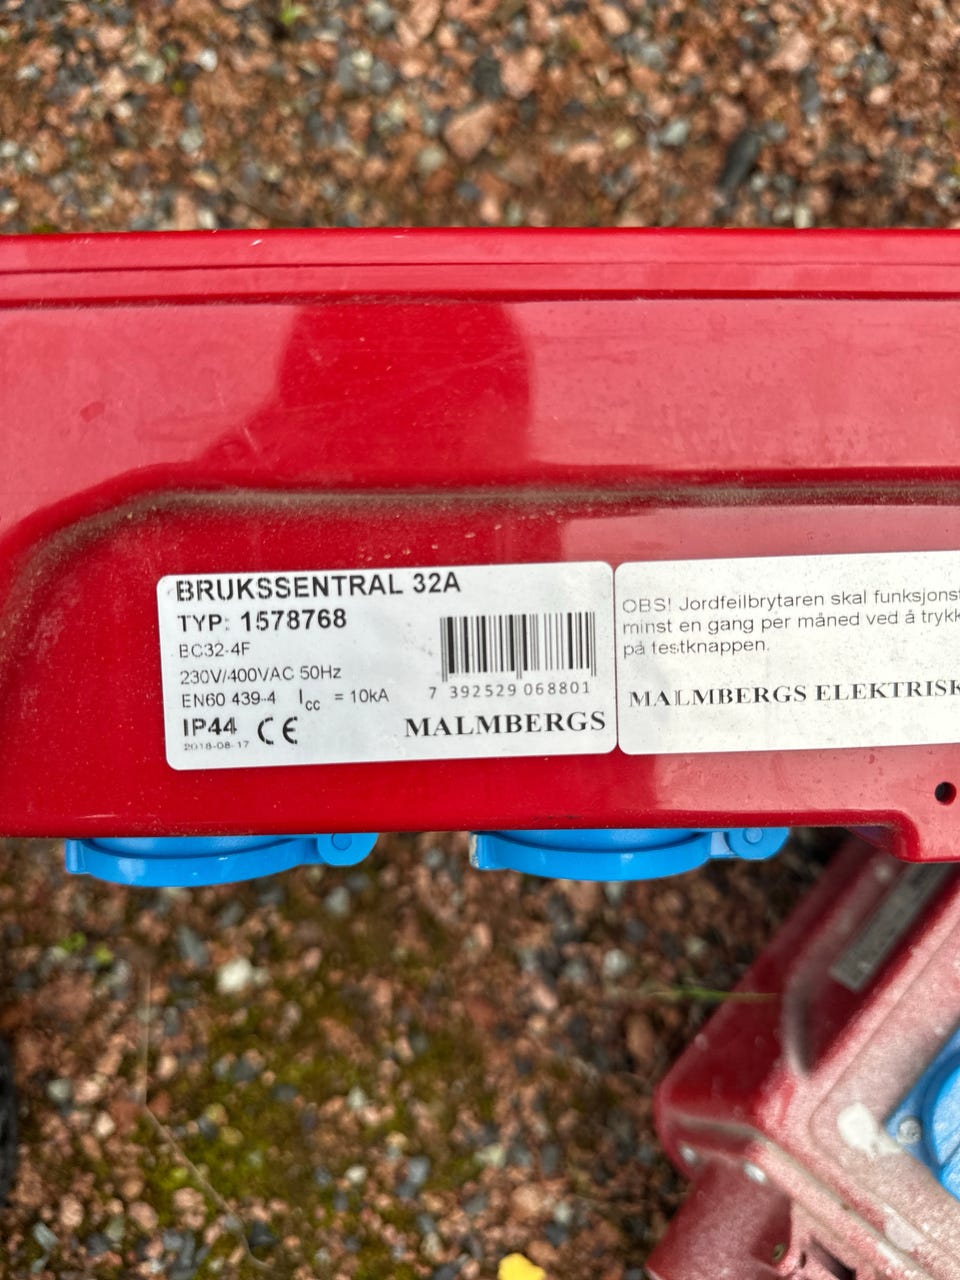 BRUKSSENTRAL 32A
TYP: 1578768
BC32-4F
230V/400VAC 50Hz
EN60 439-4 Icc = 10kA
IP44 CE
2018-08-17
7 392529 068801
MALMBERGS
OBS! Jordfeilbrytaren skal
minst en gang per måned ved å
på testknappen.
MALMBERGS